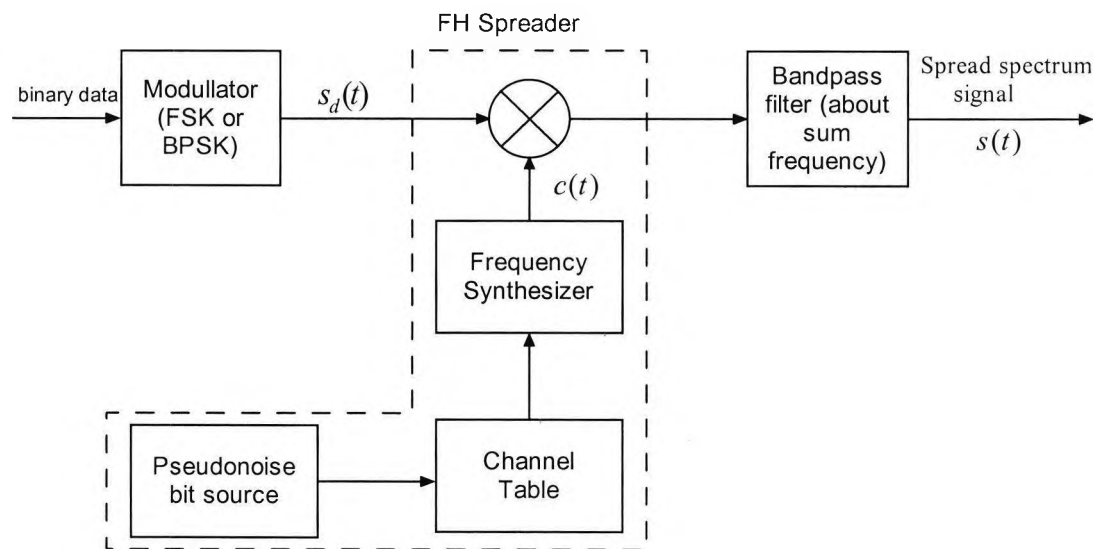 FH Spreader
binary data
Modullator
(FSK or
BPSK)
s_d(t)
Bandpass
filter (about
sum
frequency)
Spread spectrum
signal
s(t)
c(t)
Frequency
Synthesizer
Pseudonoise
bit source
Channel
Table